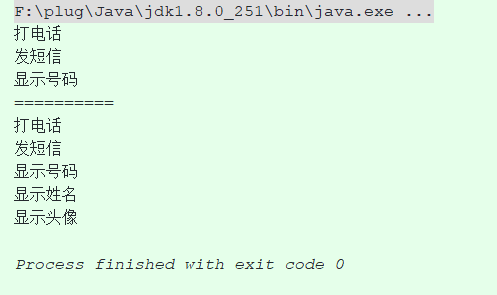 F:\plug\Java\jdk1.8.0_251\bin\java.exe ...
打电话
发短信
显示号码
==========
打电话
发短信
显示号码
显示姓名
显示头像
Process finished with exit code 0